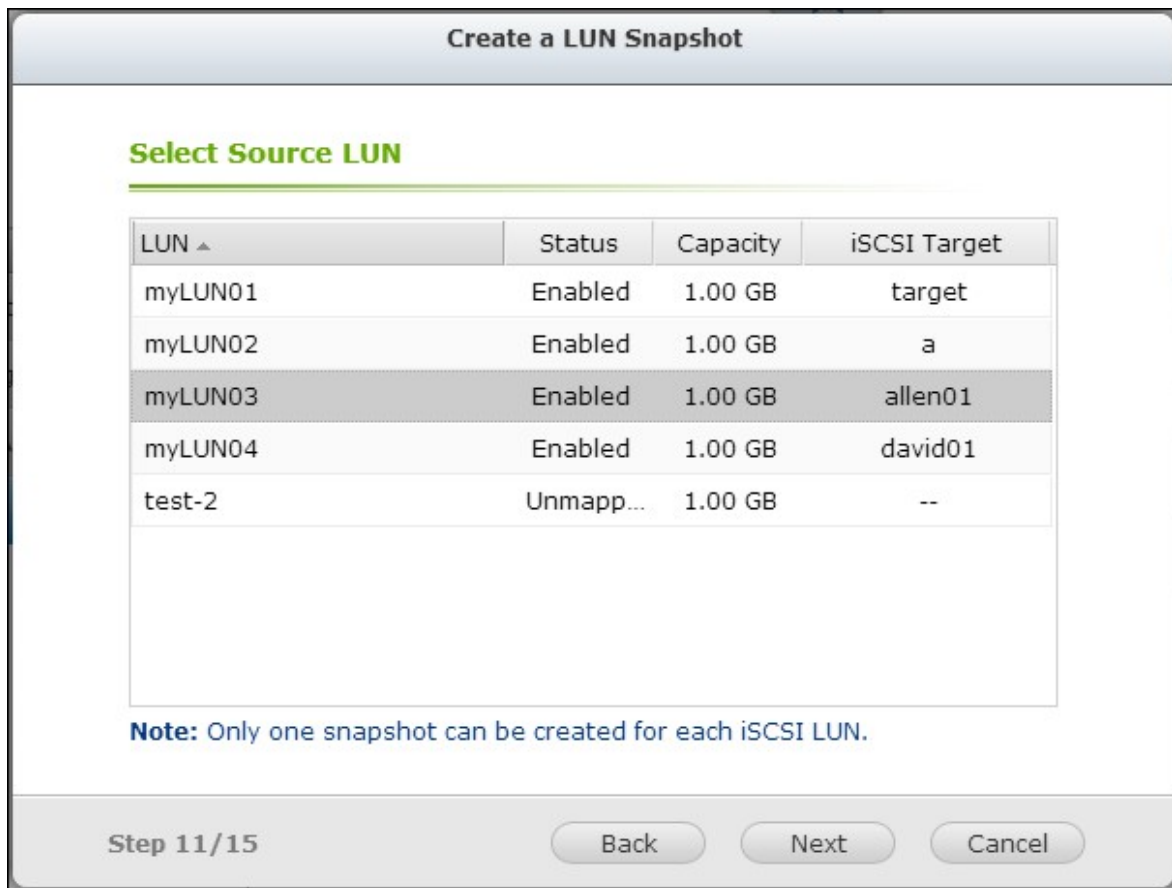 Create a LUN Snapshot
Select Source LUN
LUN Status Capacity iSCSI Target
myLUN01 Enabled 1.00 GB target
myLUN02 Enabled 1.00 GB a
myLUN03 Enabled 1.00 GB allen01
myLUN04 Enabled 1.00 GB david01
test-2 Unmapp... 1.00 GB --
Note: Only one snapshot can be created for each iSCSI LUN.
Step 11/15 Back Next Cancel